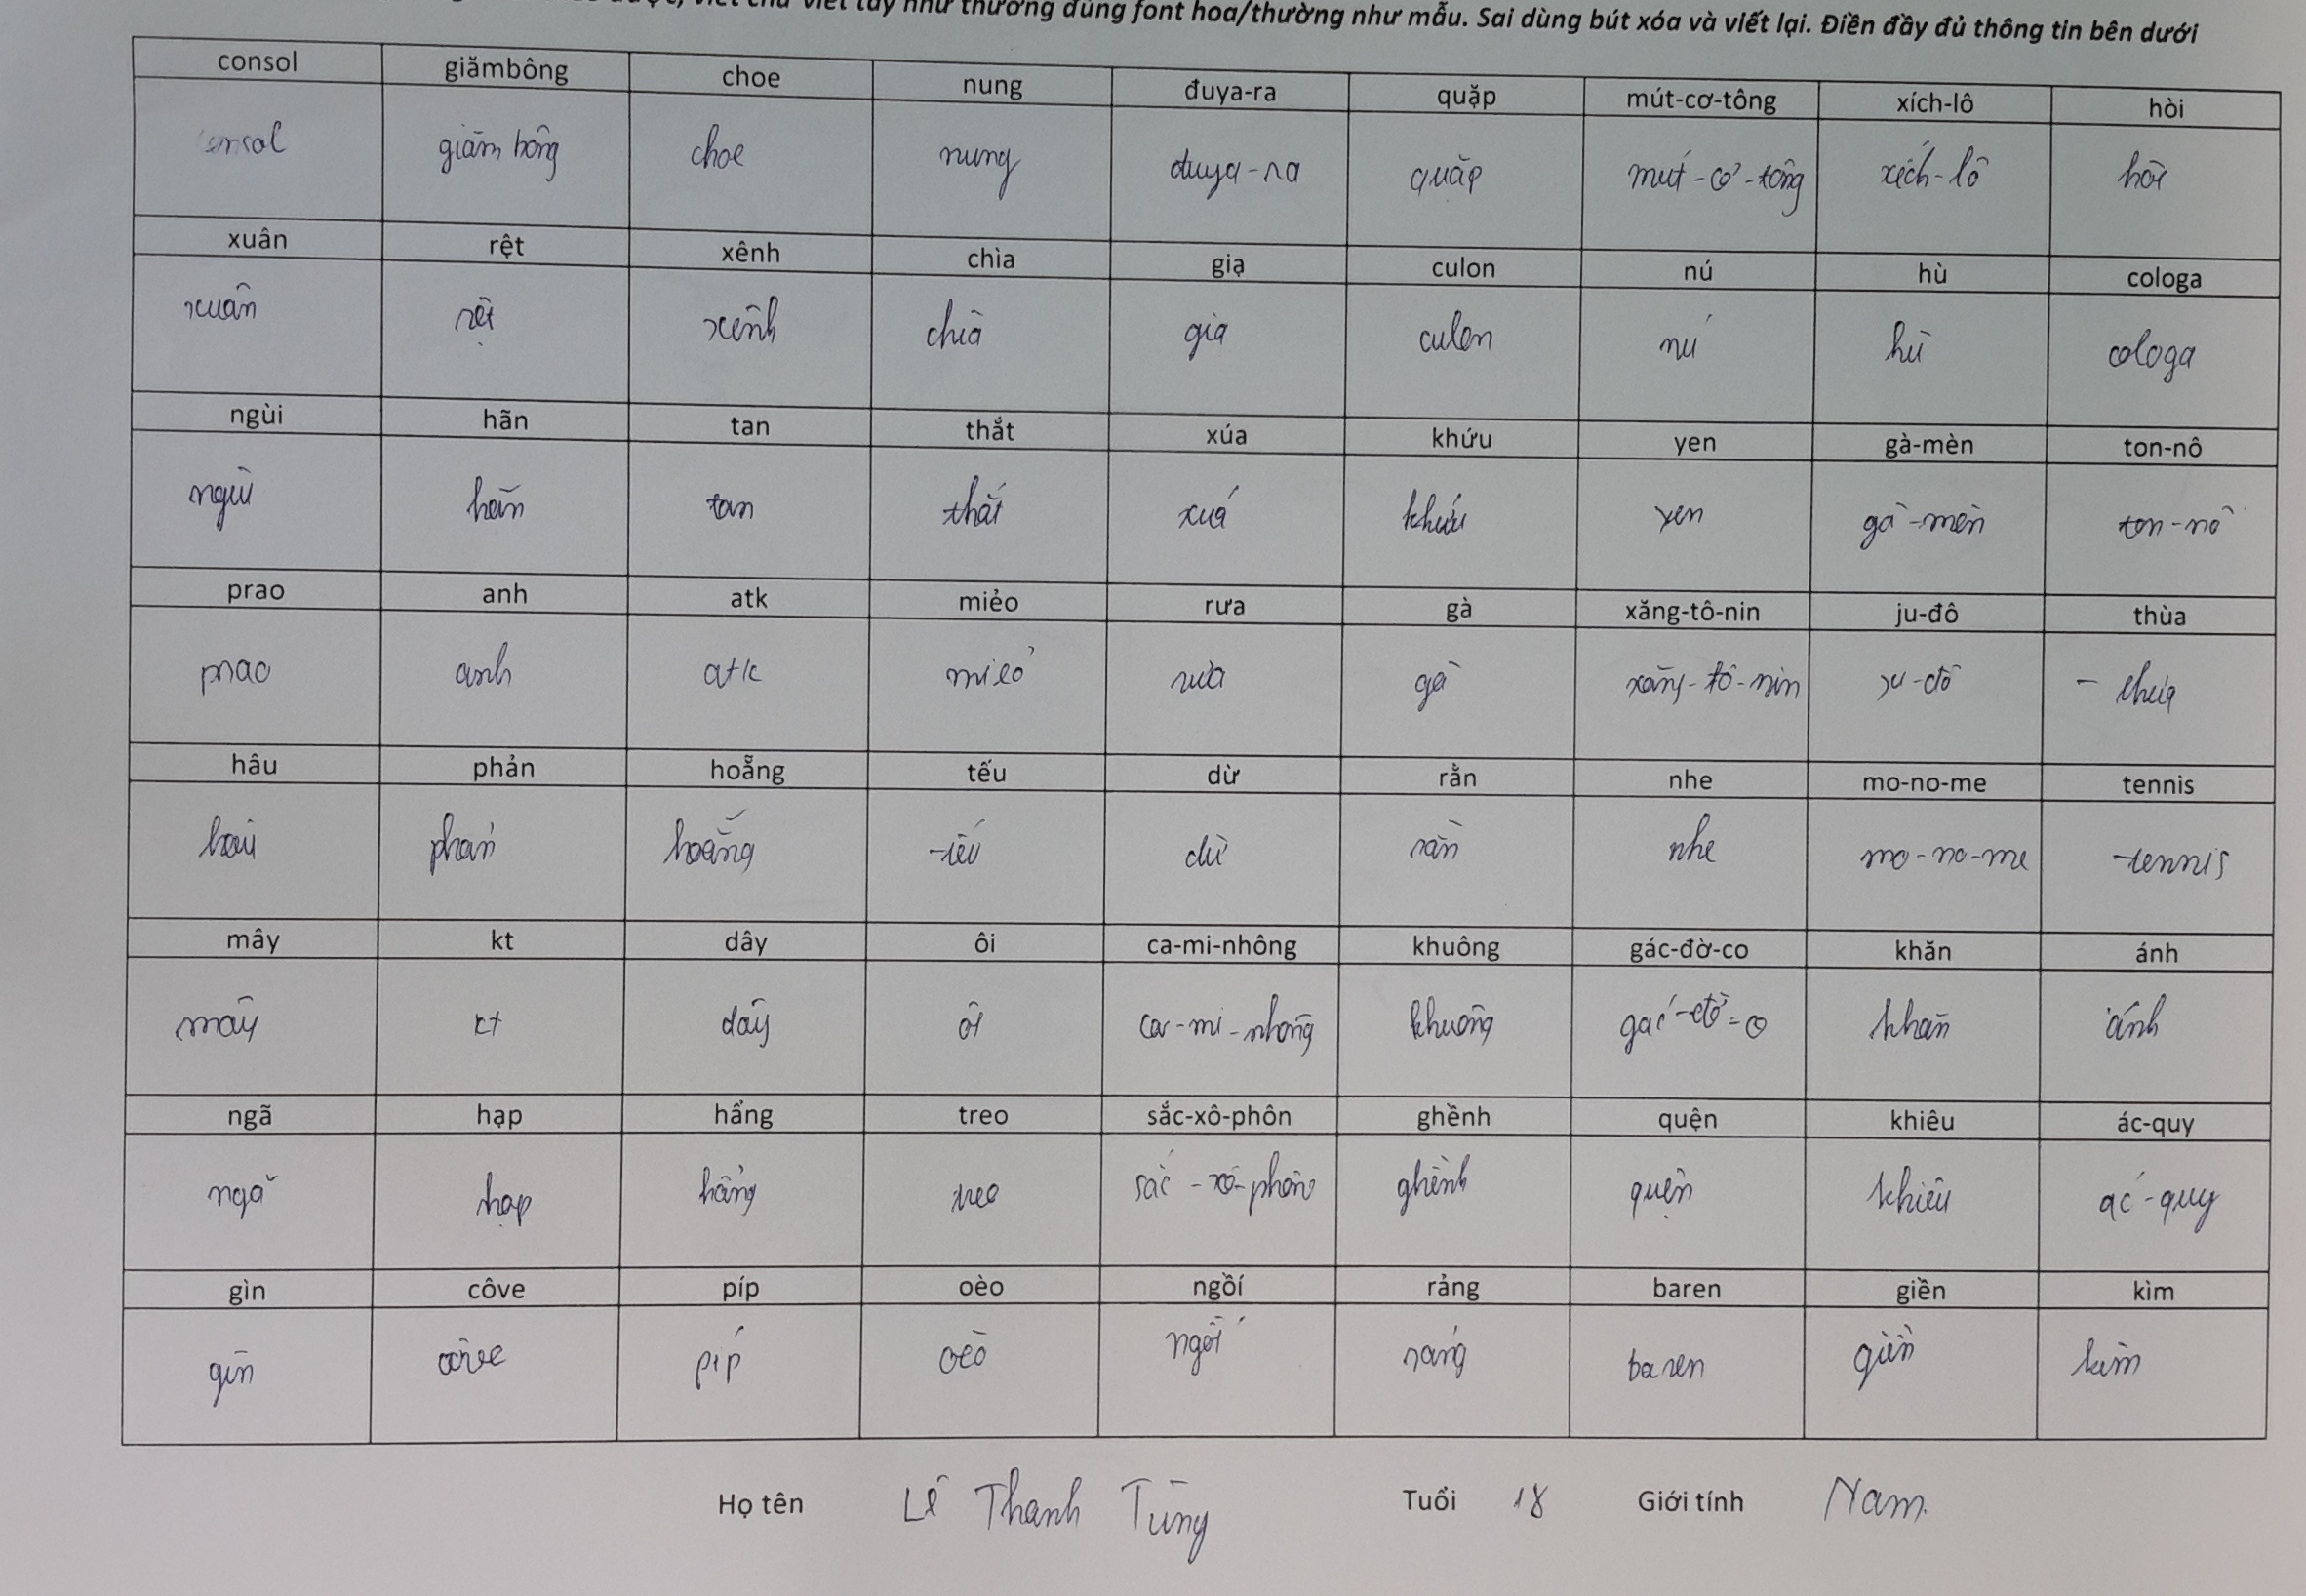 viết chữ viết tay như thường dùng font hoa/thường như mẫu. Sai dùng bút xóa và viết lại. Điền đầy đủ thông tin bên dưới
consol giămbông choe nung đuya-ra quặp mút-cơ-tông xích-lô hòi
consol giăm bông choe nung đuya-ra quặp mút-cơ-tông xích-lô hòi
xuân rệt xênh chìa giạ culon nú hù cologa
xuân rệt xênh chìa gia culon nú hù cologa
ngùi hãn tan thắt xúa khứu yen gà-mèn ton-nô
ngùi hãn tan thắt xúa khứu yen gà-mèn ton-nô
prao anh atk miẻo rưa gà xăng-tô-nin ju-đô thùa
prao anh atk miẻo rưa gà xăng-tô-nin ju-đô thùa
hâu phản hoẵng tếu dừ rằn nhe mo-no-me tennis
hâu phản hoẵng tếu dừ rằn nhe mo-no-me tennis
mây kt dây ôi ca-mi-nhông khuông gác-đờ-co khăn ánh
mây kt dây ôi ca-mi-nhông khuông gác-đờ-co khăn ánh
ngã hạp hẩng treo sắc-xô-phôn ghềnh quện khiêu ác-quy
ngã hạp hẩng treo sắc-xô-phôn ghềnh quện khiêu ác-quy
gìn côve píp oèo ngồí rảng baren giền kìm
gìn côve píp oèo ngồí rảng baren giền kìm
Họ tên Lê Thanh Tùng Tuổi 18 Giới tính Nam.